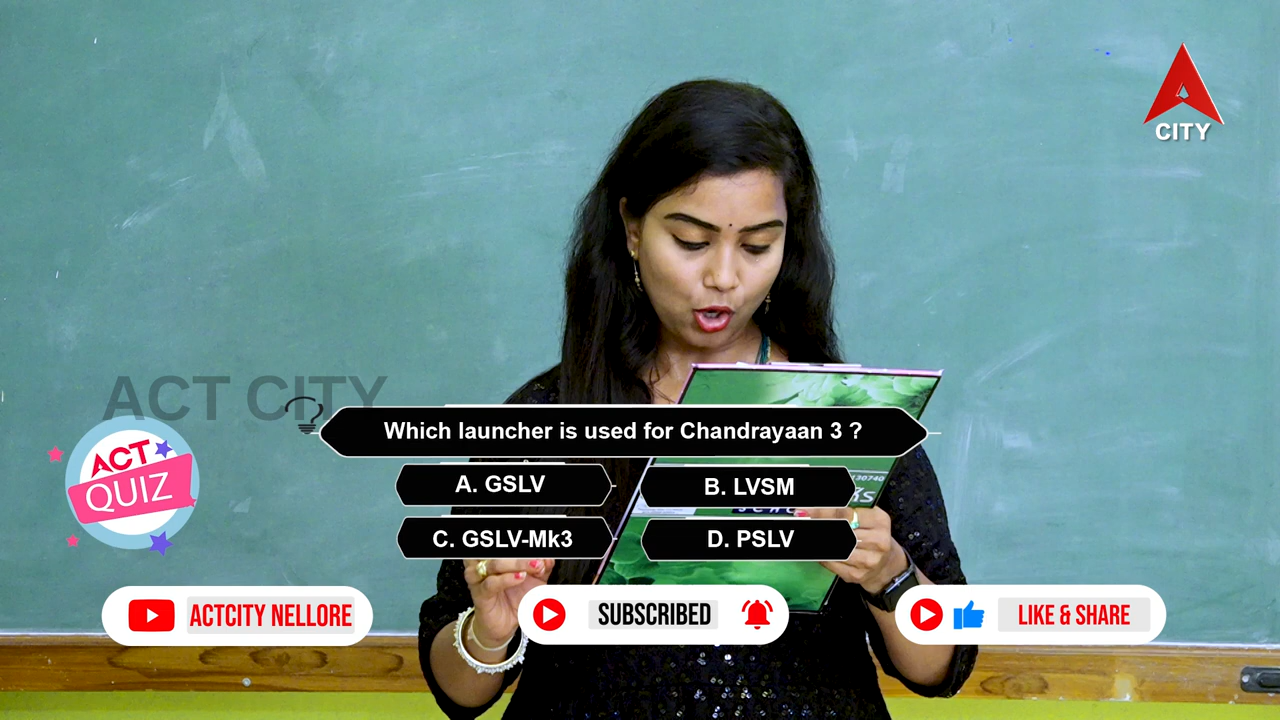 CITY
ACT CITY
Which launcher is used for Chandrayaan 3 ?
ACT
QUIZ
A. GSLV
B. LVSM
C. GSLV-Mk3
D. PSLV
130740
ACTCITY NELLORE
SUBSCRIBED
LIKE & SHARE